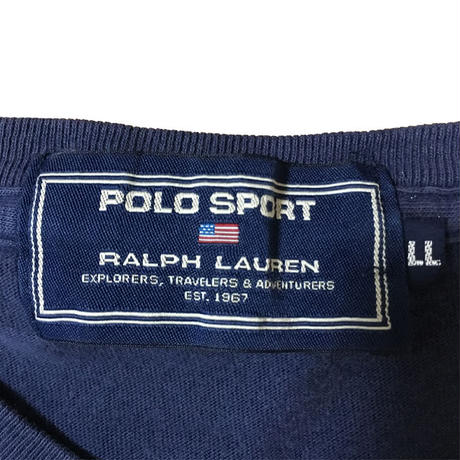 POLO SPORT
RALPH LAUREN
EXPLORERS, TRAVELERS & ADVENTURERS
EST. 1967
LL